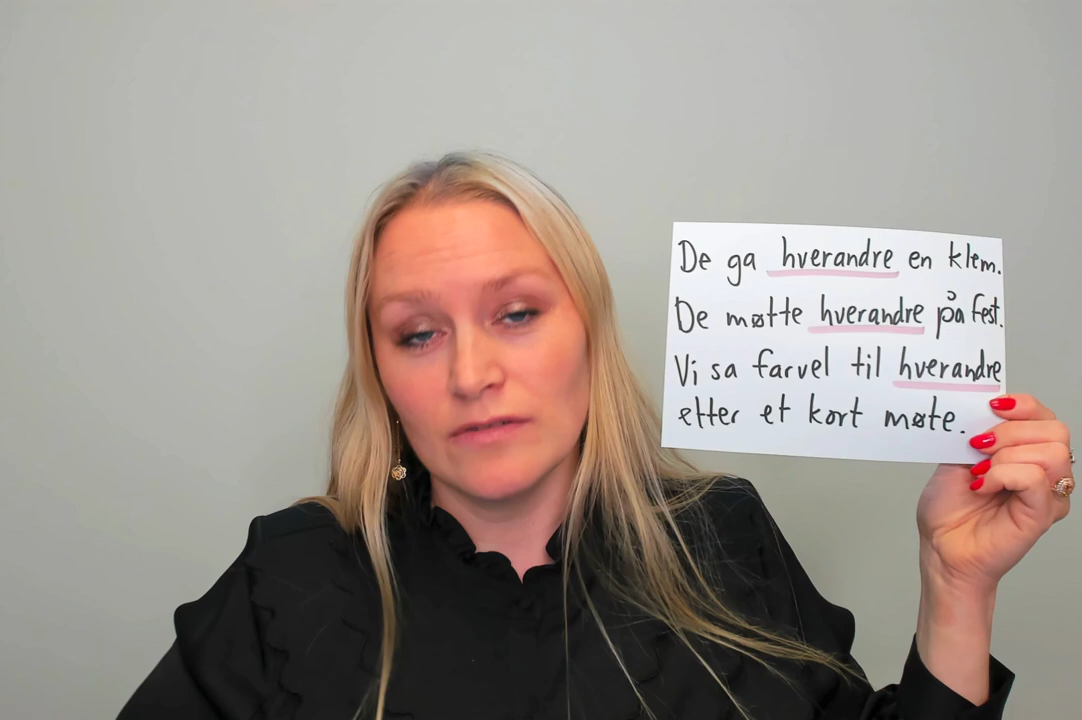 De ga hverandre en klem.
De møtte hverandre på fest.
Vi sa farvel til hverandre
etter et kort møte.